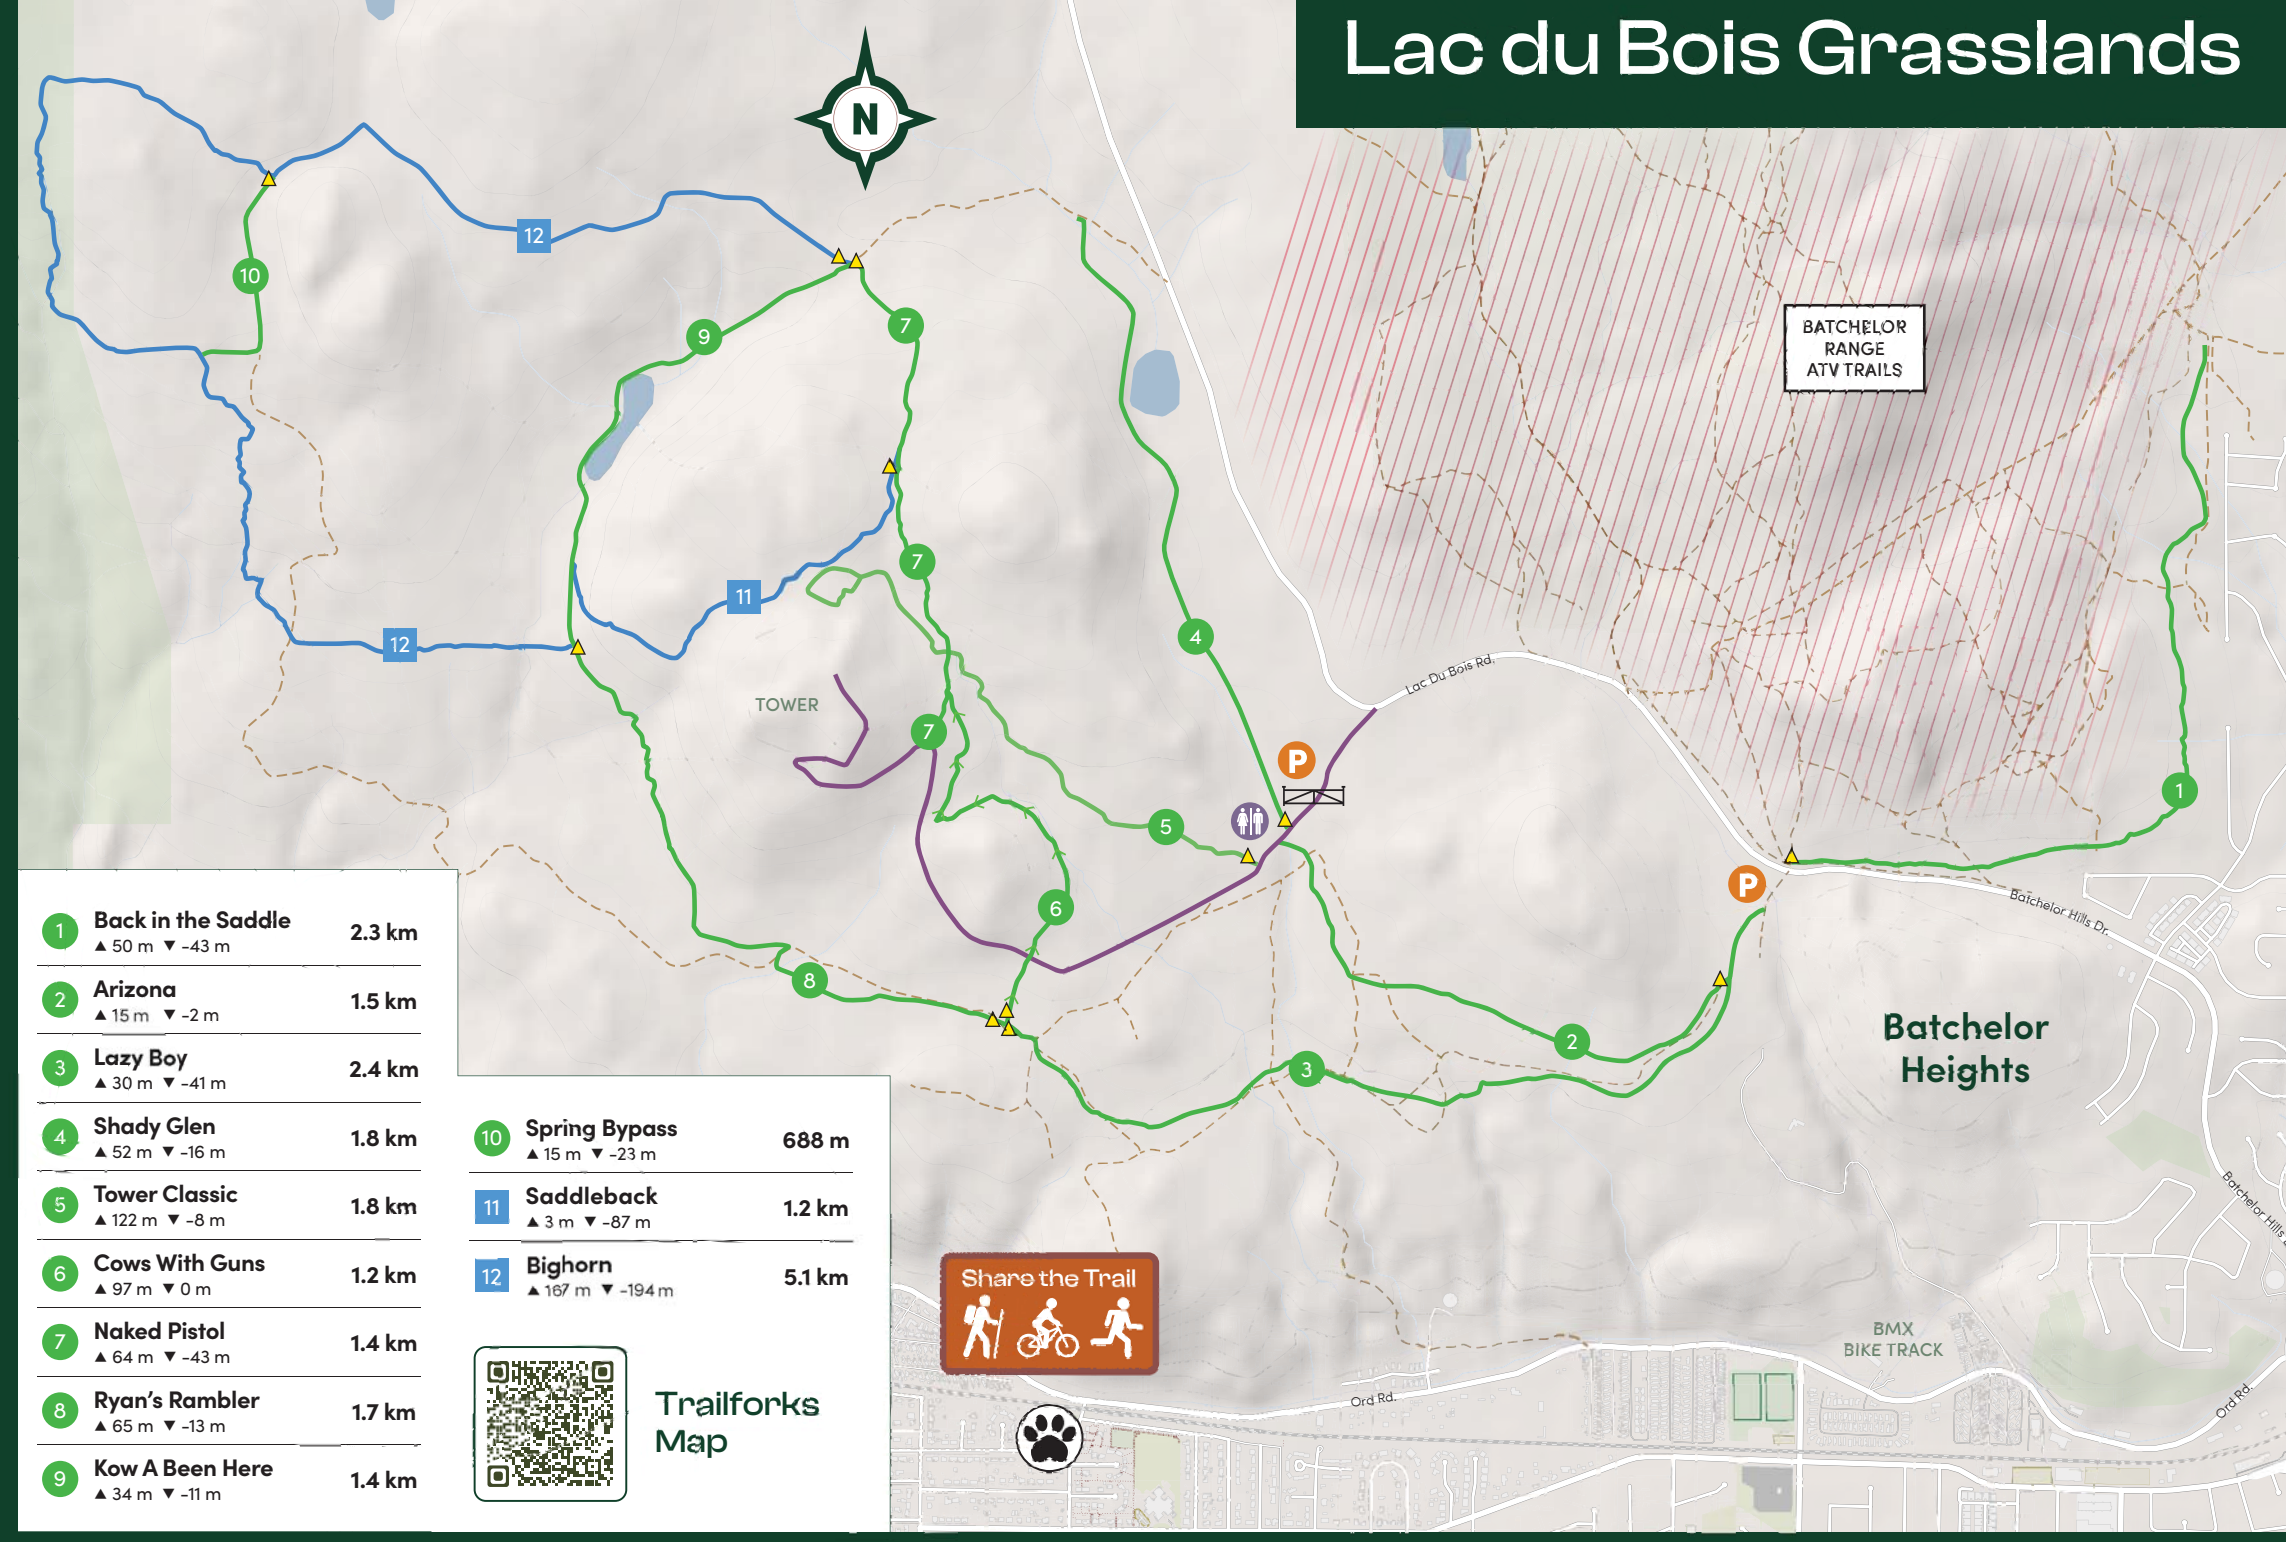 Lac du Bois Grasslands
N
12
10
9
7
BATCHELOR
RANGE
ATV TRAILS
7
11
4
12
Lac Du Bois Rd.
TOWER
7
P
1
5
P
6
Batchelor Hills Dr.
8
2
Batchelor
Heights
3
Batchelor Hills
Share the Trail
BMX
BIKE TRACK
Ord Rd.
Ord Rd.
1 Back in the Saddle 2.3 km
▲ 50 m ▼ -43 m
2 Arizona 1.5 km
▲ 15 m ▼ -2 m
3 Lazy Boy 2.4 km
▲ 30 m ▼ -41 m
4 Shady Glen 1.8 km
▲ 52 m ▼ -16 m
5 Tower Classic 1.8 km
▲ 122 m ▼ -8 m
6 Cows With Guns 1.2 km
▲ 97 m ▼ 0 m
7 Naked Pistol 1.4 km
▲ 64 m ▼ -43 m
8 Ryan's Rambler 1.7 km
▲ 65 m ▼ -13 m
9 Kow A Been Here 1.4 km
▲ 34 m ▼ -11 m
10 Spring Bypass 688 m
▲ 15 m ▼ -23 m
11 Saddleback 1.2 km
▲ 3 m ▼ -87 m
12 Bighorn 5.1 km
▲ 167 m ▼ -194 m
Trailforks
Map